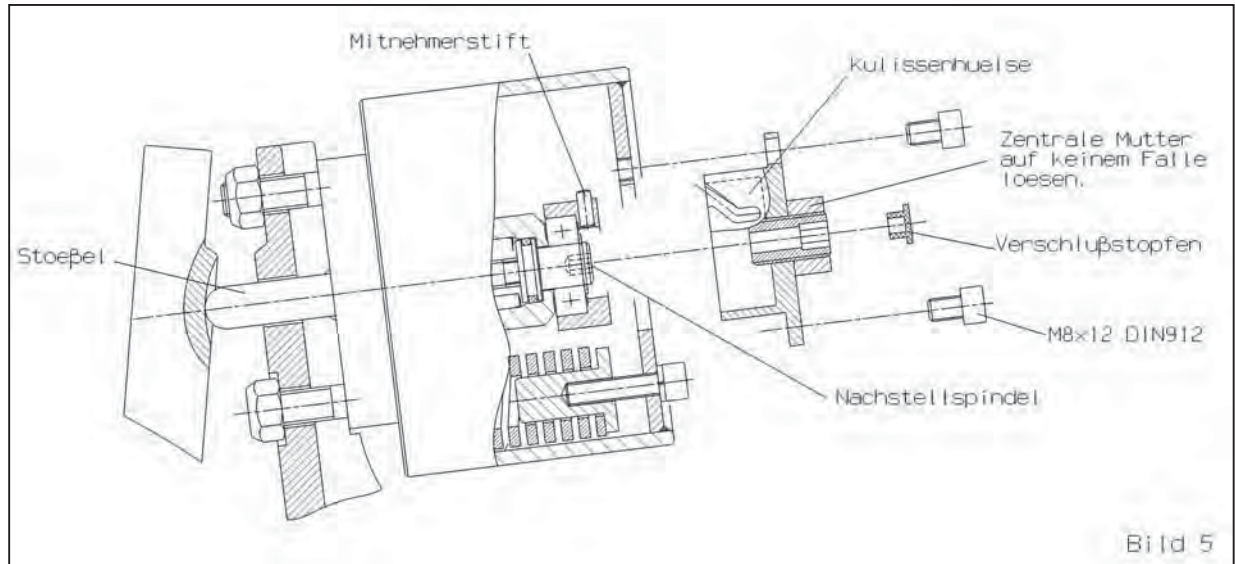 Mitnehmerstift
Kulissenhuelse
Zentrale Mutter
auf keinem Falle
loesen.
Stoeßel
Verschlußstopfen
M8x12 DIN912
Nachstellspindel
Bild 5